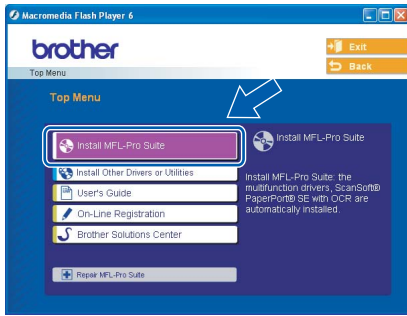 Macromedia Flash Player 6
brother
Exit
Back
Top Menu
Top Menu
Install MFL-Pro Suite
Install Other Drivers or Utilities
User's Guide
On-Line Registration
Brother Solutions Center
Repair MFL-Pro Suite
Install MFL-Pro Suite
Install MFL-Pro Suite: the
multifunction drivers, ScanSoft®
PaperPort® SE with OCR are
automatically installed.